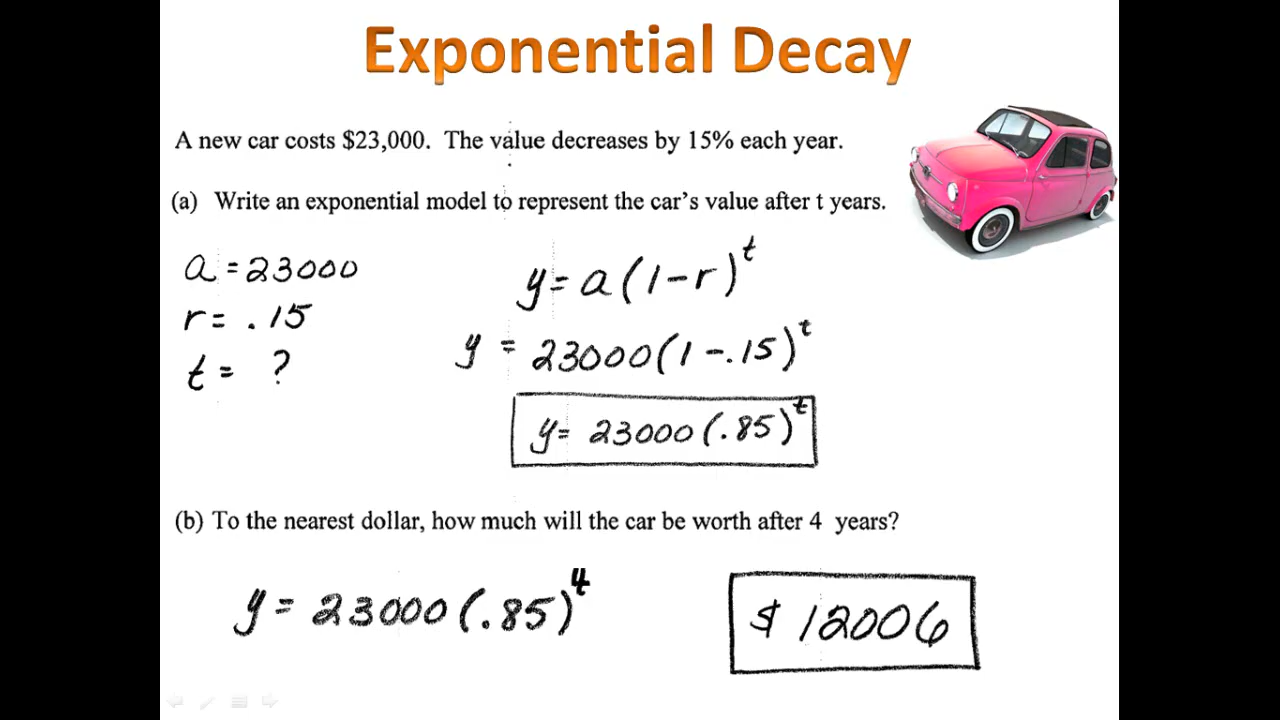 Exponential Decay
A new car costs $23,000. The value decreases by 15% each year.
(a) Write an exponential model to represent the car's value after t years.
a = 23000
r = .15
t = ?
y = a(1-r)^t
y = 23000(1-.15)^t
y = 23000(.85)^t
(b) To the nearest dollar, how much will the car be worth after 4 years?
y = 23000(.85)^4
$ 12006